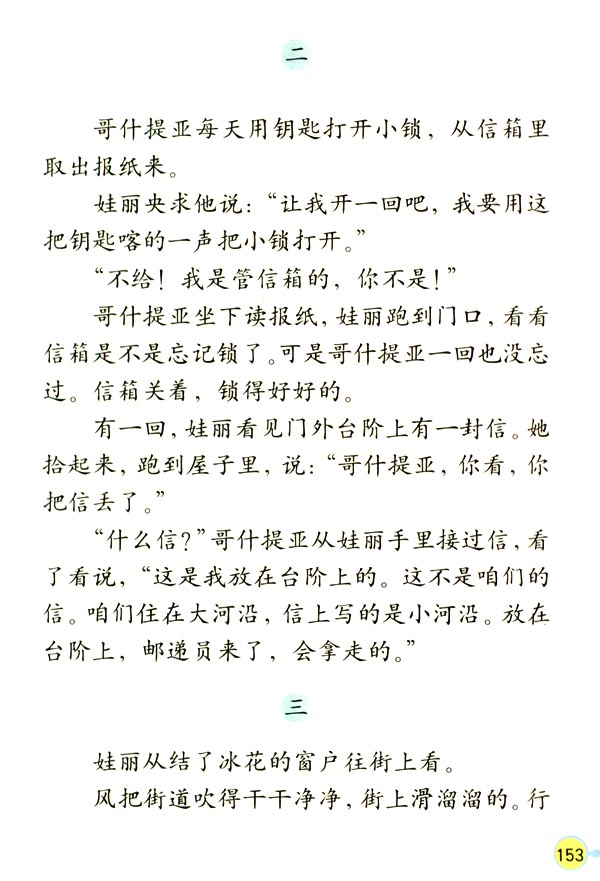 二
哥什提亚每天用钥匙打开小锁，从信箱里
取出报纸来。
娃丽央求他说：“让我开一回吧，我要用这
把钥匙喀的一声把小锁打开。”
“不给！我是管信箱的，你不是！”
哥什提亚坐下读报纸，娃丽跑到门口，看看
信箱是不是忘记锁了。可是哥什提亚一回也没忘
过。信箱关着，锁得好好的。
有一回，娃丽看见门外台阶上有一封信。她
拾起来，跑到屋子里，说：“哥什提亚，你看，你
把信丢了。”
“什么信？”哥什提亚从娃丽手里接过信，看
了看说，“这是我放在台阶上的。这不是咱们的
信。咱们住在大河沿，信上写的是小河沿。放在
台阶上，邮递员来了，会拿走的。”
三
娃丽从结了冰花的窗户往街上看。
风把街道吹得干干净净，街上滑溜溜的。行
153